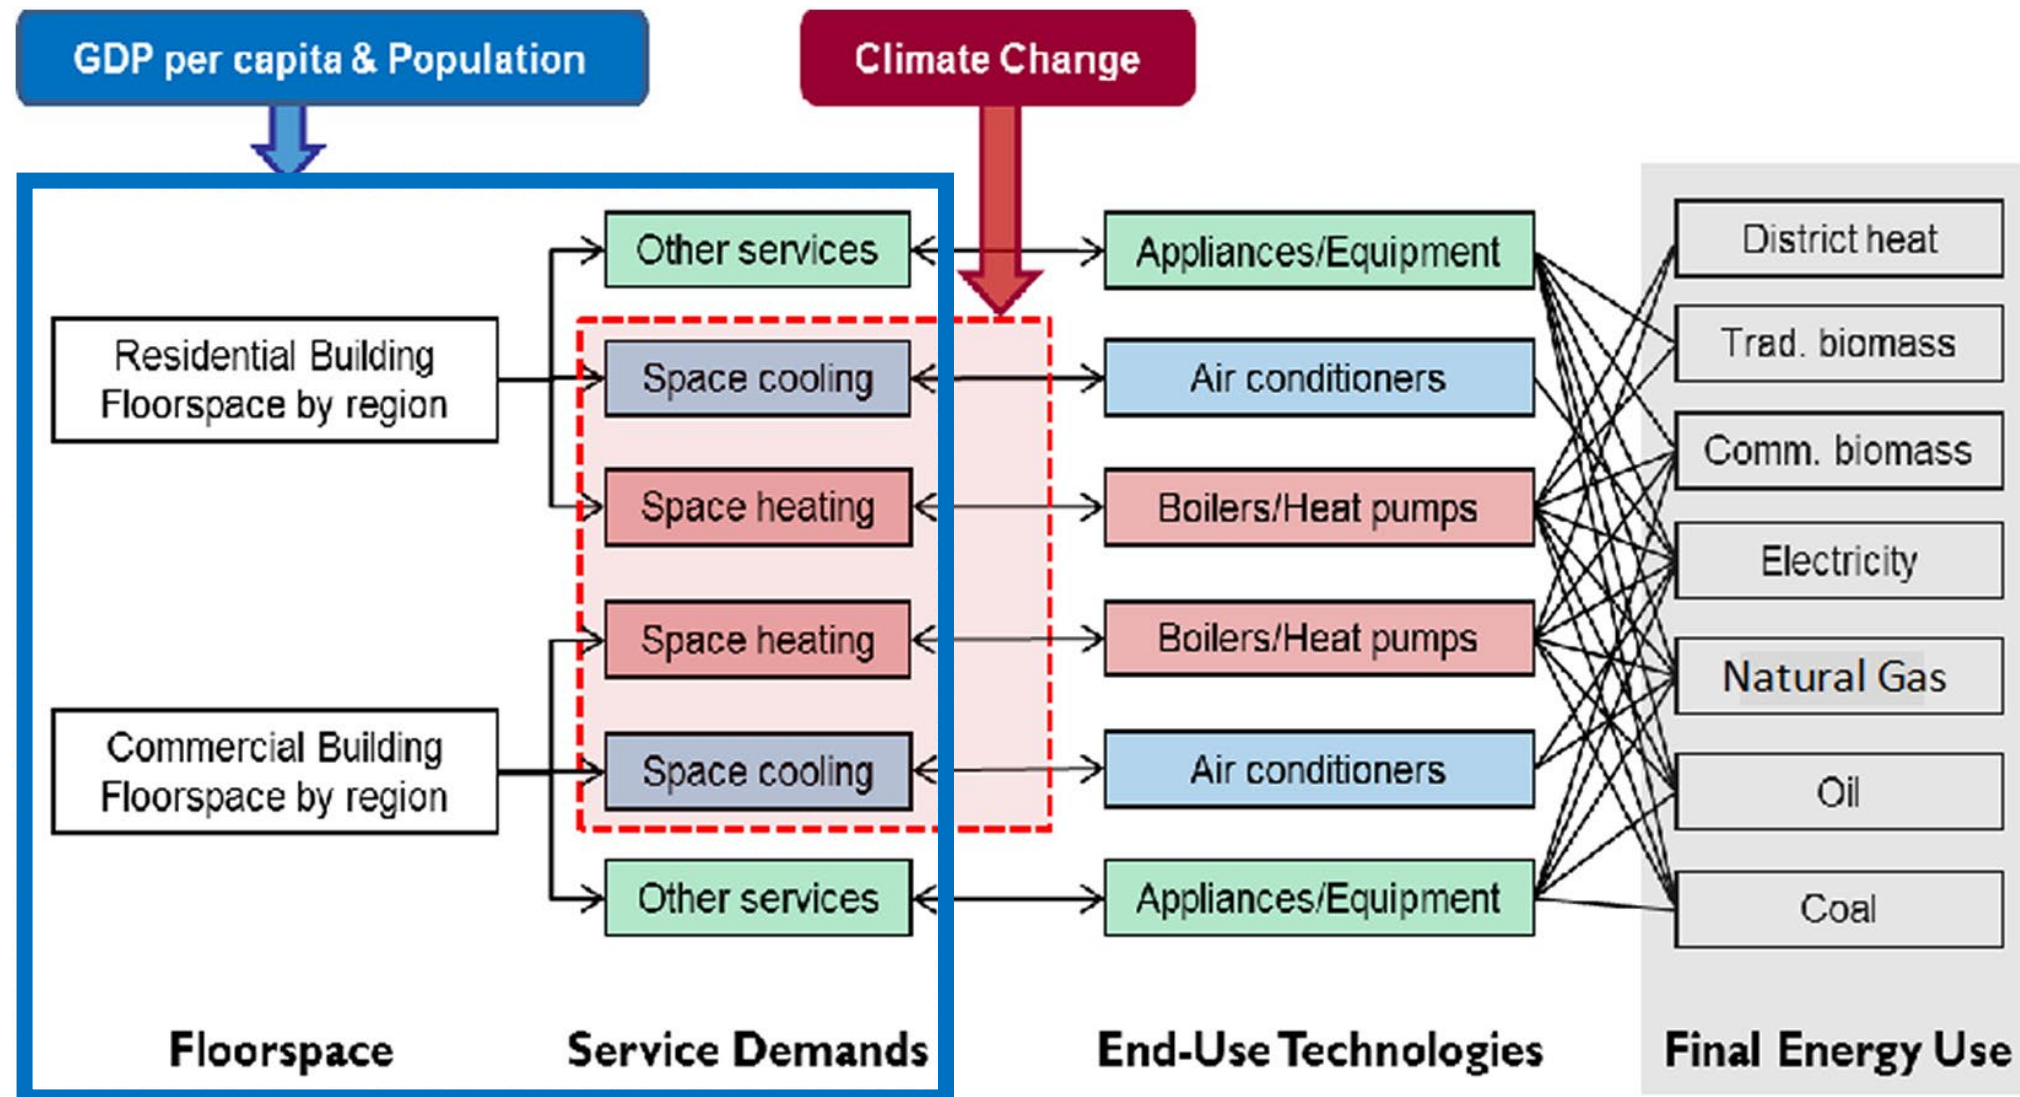 GDP per capita & Population
Climate Change
Other services
Appliances/Equipment
District heat
Trad. biomass
Residential Building
Floorspace by region
Space cooling
Air conditioners
Comm. biomass
Space heating
Boilers/Heat pumps
Electricity
Space heating
Boilers/Heat pumps
Natural Gas
Commercial Building
Floorspace by region
Space cooling
Air conditioners
Oil
Other services
Appliances/Equipment
Coal
Floorspace
Service Demands
End-Use Technologies
Final Energy Use